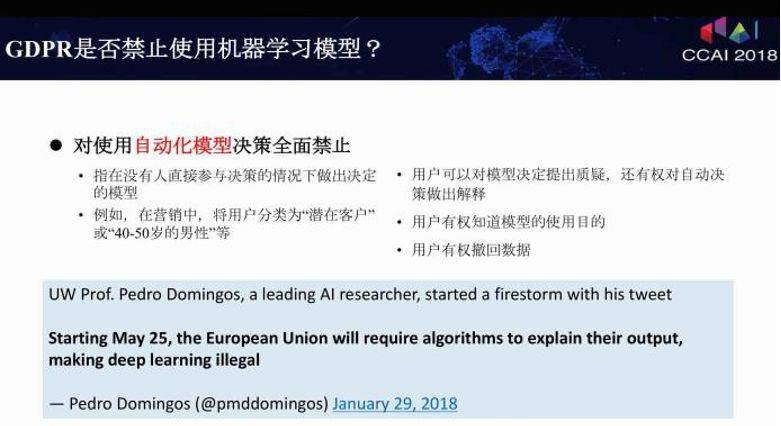 GDPR是否禁止使用机器学习模型？
CCAI 2018
● 对使用自动化模型决策全面禁止
• 指在没有人直接参与决策的情况下做出决定
的模型
• 例如，在营销中，将用户分类为“潜在客户”
或“40-50岁的男性”等
• 用户可以对模型决定提出质疑，还有权对自动决
策做出解释
• 用户有权知道模型的使用目的
• 用户有权撤回数据
UW Prof. Pedro Domingos, a leading AI researcher, started a firestorm with his tweet
Starting May 25, the European Union will require algorithms to explain their output,
making deep learning illegal
— Pedro Domingos (@pmddomingos) January 29, 2018